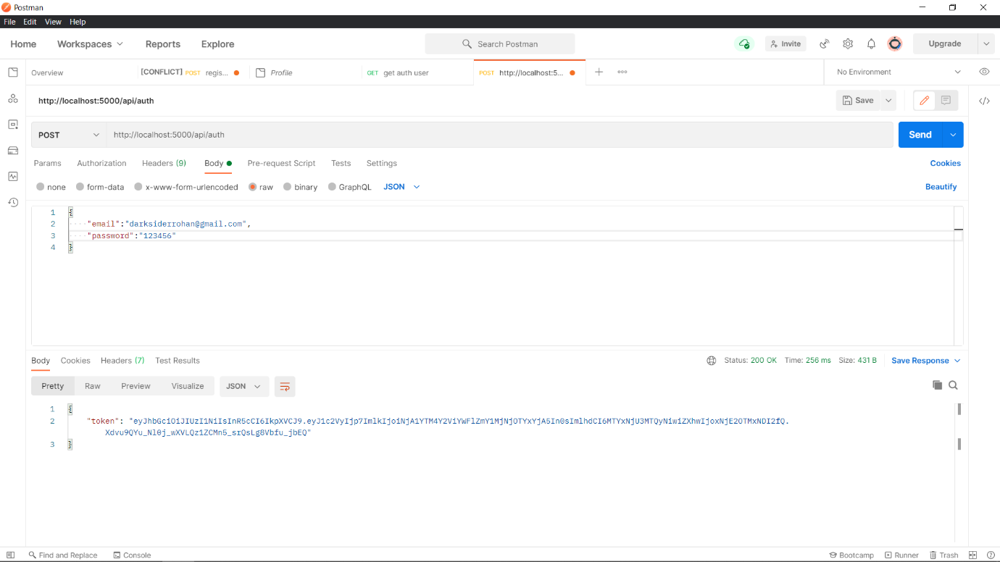 Postman
File Edit View Help
Home Workspaces Reports Explore Search Postman Invite Upgrade
Overview [CONFLICT] POST regis... Profile GET get auth user POST http://localhost:5... No Environment
http://localhost:5000/api/auth Save
POST http://localhost:5000/api/auth Send
Params Authorization Headers (9) Body Pre-request Script Tests Settings Cookies
none form-data x-www-form-urlencoded raw binary GraphQL JSON Beautify
1 {
2 "email":"darksiderrohan@gmail.com",
3 "password":"123456"
4 }
Body Cookies Headers (7) Test Results Status: 200 OK Time: 256 ms Size: 431 B Save Response
Pretty Raw Preview Visualize JSON
1 {
2 "token": "eyJhbGciOiJIUzI1NiIsInR5cCI6IkpXVCJ9.eyJ1c2VyIjp7ImlkIjoiNjA1YTM4Y2ViYWFlZmY1MjNjOTYxYjA5In0sImlhdCI6MTYxNjU3MTQyNiwiZXhwIjoxNjE2OTMxNDI2fQ.
Xdvu9QYu_Nl0j_wXVLQz1ZCMn5_srQsLg8Vbfu_jbEQ"
3 }
Find and Replace Console Bootcamp Runner Trash